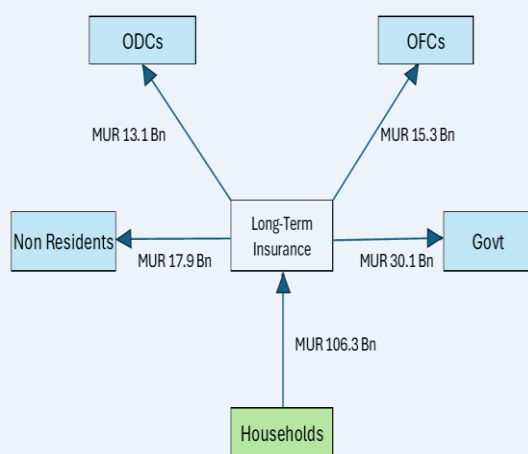 ODCs
OFCs
MUR 13.1 Bn
MUR 15.3 Bn
Non Residents
Long-Term
Insurance
Govt
MUR 17.9 Bn
MUR 30.1 Bn
MUR 106.3 Bn
Households